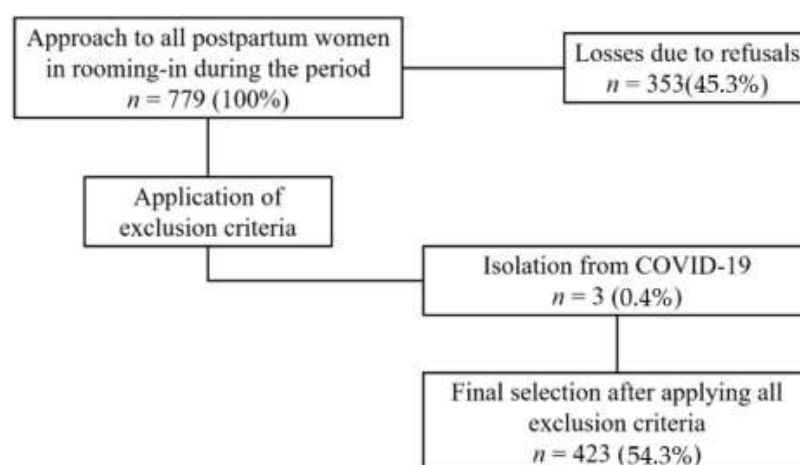 Approach to all postpartum women
in rooming-in during the period
n = 779 (100%)
Losses due to refusals
n = 353(45.3%)
Application of
exclusion criteria
Isolation from COVID-19
n = 3 (0.4%)
Final selection after applying all
exclusion criteria
n = 423 (54.3%)